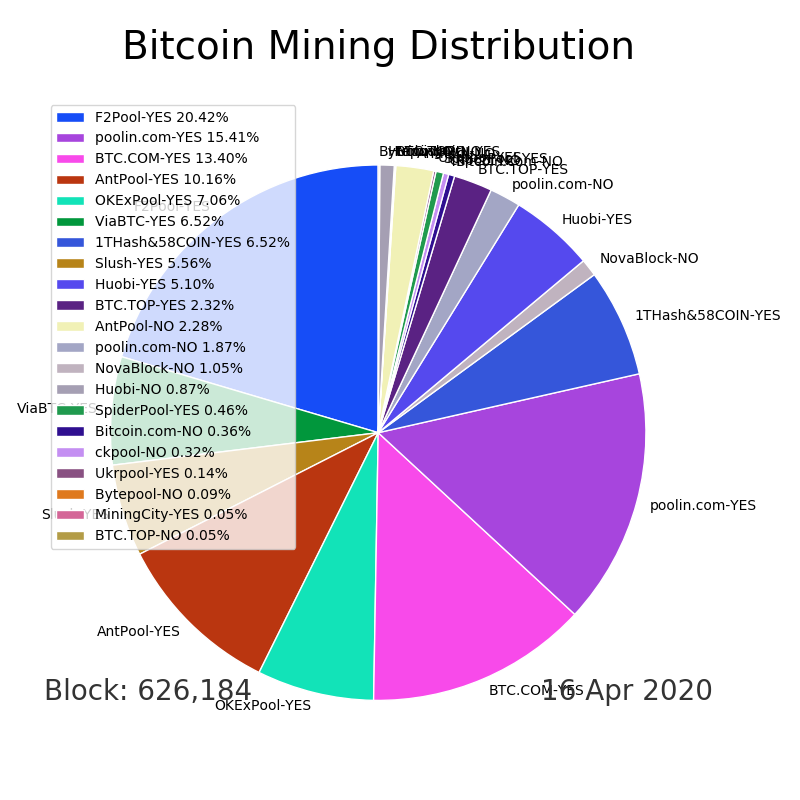 Bitcoin Mining Distribution
F2Pool-YES 20.42%
poolin.com-YES 15.41%
BTC.COM-YES 13.40%
AntPool-YES 10.16%
OKExPool-YES 7.06%
ViaBTC-YES 6.52%
1THash&58COIN-YES 6.52%
Slush-YES 5.56%
Huobi-YES 5.10%
BTC.TOP-YES 2.32%
AntPool-NO 2.28%
poolin.com-NO 1.87%
NovaBlock-NO 1.05%
Huobi-NO 0.87%
SpiderPool-YES 0.46%
Bitcoin.com-NO 0.36%
ckpool-NO 0.32%
Ukrpool-YES 0.14%
Bytepool-NO 0.09%
MiningCity-YES 0.05%
BTC.TOP-NO 0.05%
BTC.TOP-YES
poolin.com-NO
Huobi-YES
NovaBlock-NO
1THash&58COIN-YES
poolin.com-YES
BTC.COM-YES
OKExPool-YES
AntPool-YES
Slush-YES
ViaBTC-YES
F2Pool-YES
Block: 626,184
16 Apr 2020